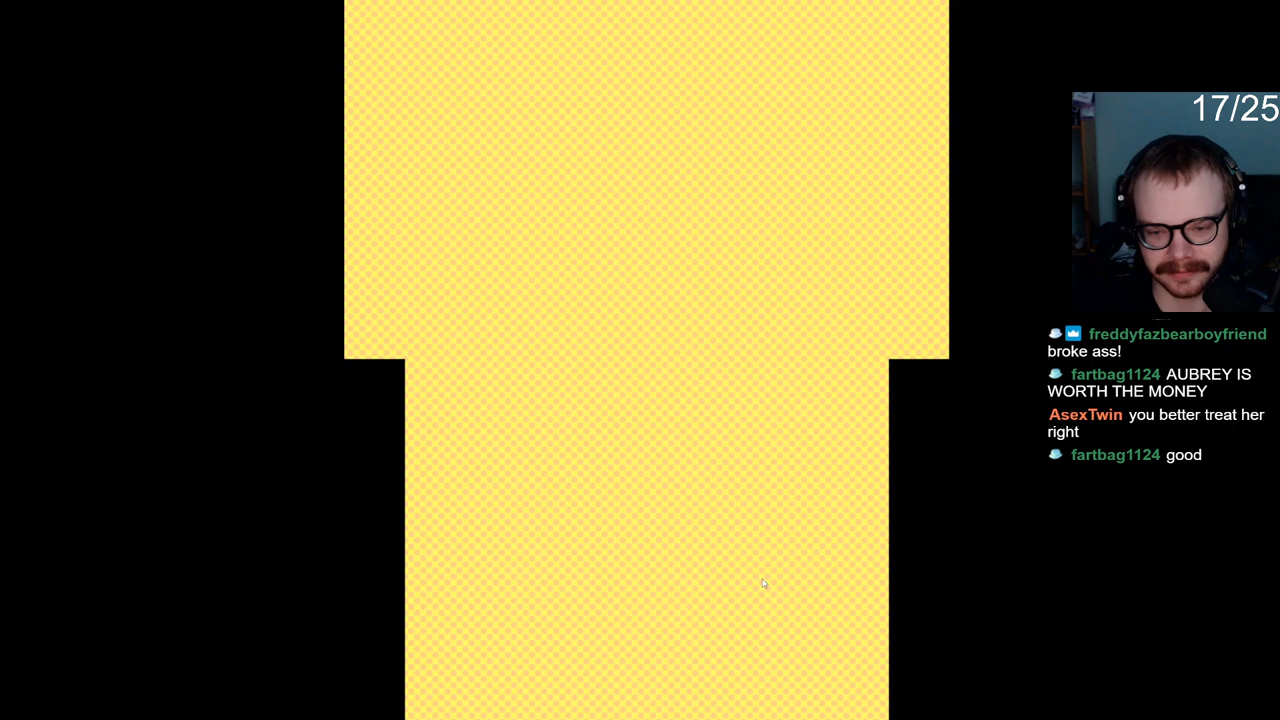 17/25
freddyfazbearboyfriend
broke ass!
fartbag1124 AUBREY IS
WORTH THE MONEY
AsexTwin you better treat her
right
fartbag1124 good